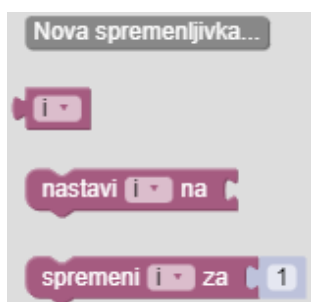 Nova spremenljivka...
i
nastavi i na
spremeni i za 1